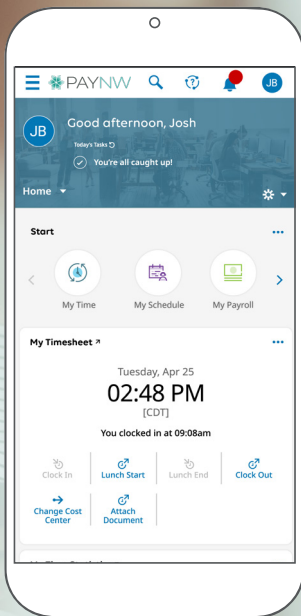 PAYNW
JB
JB
Good afternoon, Josh
Today's Tasks
You're all caught up!
Home
Start
My Time
My Schedule
My Payroll
My Timesheet
Tuesday, Apr 25
02:48 PM
[CDT]
You clocked in at 09:08am
Clock In
Lunch Start
Lunch End
Clock Out
Change Cost
Center
Attach
Document